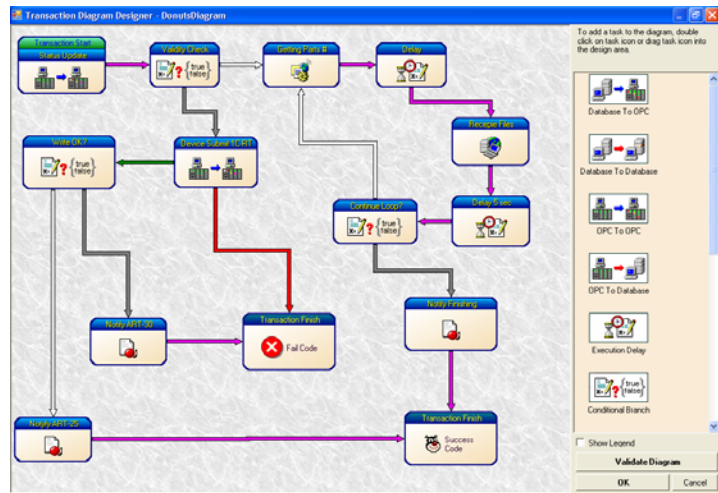 Transaction Diagram Designer - DonutsDiagram
To add a task to the diagram, double
click on task icon or drag task icon into
the design area.
Transaction Start
Status Update
Validity Check
{true}
{false}
Getting Parts #
Delay
Recepie Files
Write OK?
{true}
{false}
Device Submit 1C-RT
Continue Loop?
{true}
{false}
Delay 5 sec
Notify ART-30
Transaction Finish
Fail Code
Notify Finishing
Notify ART-25
Transaction Finish
Success
Code
Database To OPC
Database To Database
OPC To OPC
OPC To Database
Execution Delay
{true}
{false}
Conditional Branch
Show Legend
Validate Diagram
OK
Cancel